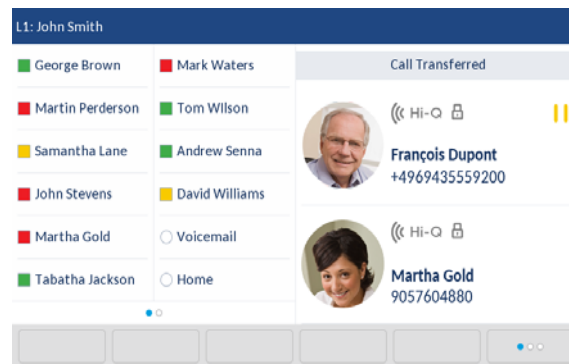 L1: John Smith
George Brown
Mark Waters
Martin Perderson
Tom WIlson
Samantha Lane
Andrew Senna
John Stevens
David Williams
Martha Gold
Voicemail
Tabatha Jackson
Home
Call Transferred
Hi-Q
François Dupont
+4969435559200
Hi-Q
Martha Gold
9057604880